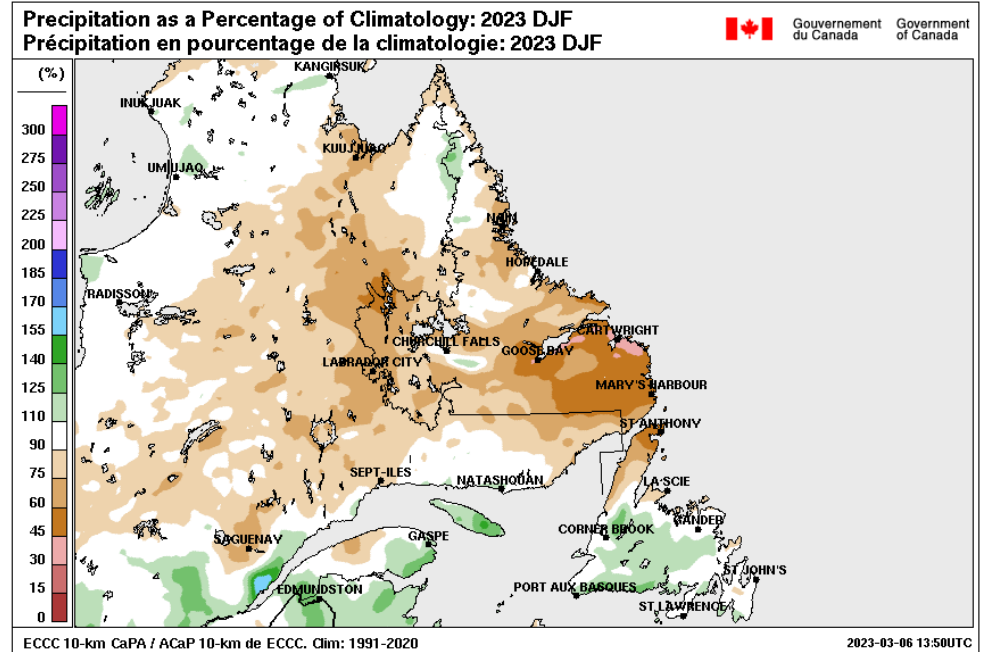 Precipitation as a Percentage of Climatology: 2023 DJF
Précipitation en pourcentage de la climatologie: 2023 DJF
Gouvernement du Canada
Government of Canada
(%)
300
275
250
225
200
185
170
155
140
125
110
90
75
60
45
30
15
0
KANGIRSUK
INUKJUAK
KUUJJUAQ
UMIUJAQ
NAIN
HOPEDALE
RADISSON
CARTWRIGHT
CHURCHILL FALLS
GOOSE BAY
LABRADOR CITY
MARY'S HARBOUR
ST ANTHONY
SEPT-ILES
NATASHQUAN
LA SCIE
GANDER
CORNER BROOK
SAGUENAY
GASPE
ST JOHN'S
EDMUNDSTON
PORT AUX BASQUES
ST LAWRENCE
ECCC 10-km CaPA / ACaP 10-km de ECCC. Clim: 1991-2020
2023-03-06 13:50UTC